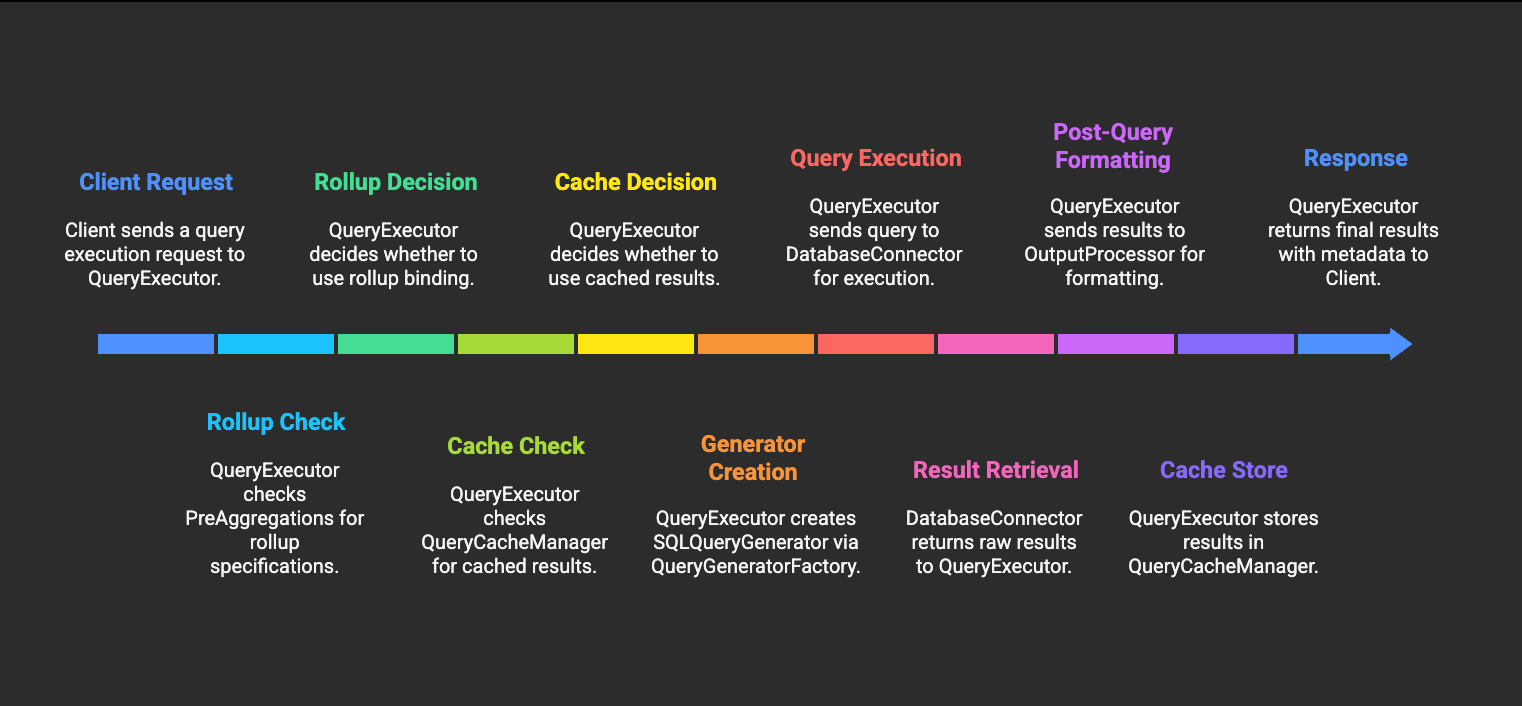 Client Request
Client sends a query
execution request to
QueryExecutor.
Rollup Check
QueryExecutor
checks
PreAggregations for
rollup
specifications.
Rollup Decision
QueryExecutor
decides whether to
use rollup binding.
Cache Check
QueryExecutor
checks
QueryCacheManager
for cached results.
Cache Decision
QueryExecutor
decides whether to
use cached results.
Generator
Creation
QueryExecutor creates
SQLQueryGenerator via
QueryGeneratorFactory.
Query Execution
QueryExecutor
sends query to
DatabaseConnector
for execution.
Result Retrieval
DatabaseConnector
returns raw results
to QueryExecutor.
Post-Query
Formatting
QueryExecutor
sends results to
OutputProcessor for
formatting.
Cache Store
QueryExecutor stores
results in
QueryCacheManager.
Response
QueryExecutor
returns final results
with metadata to
Client.